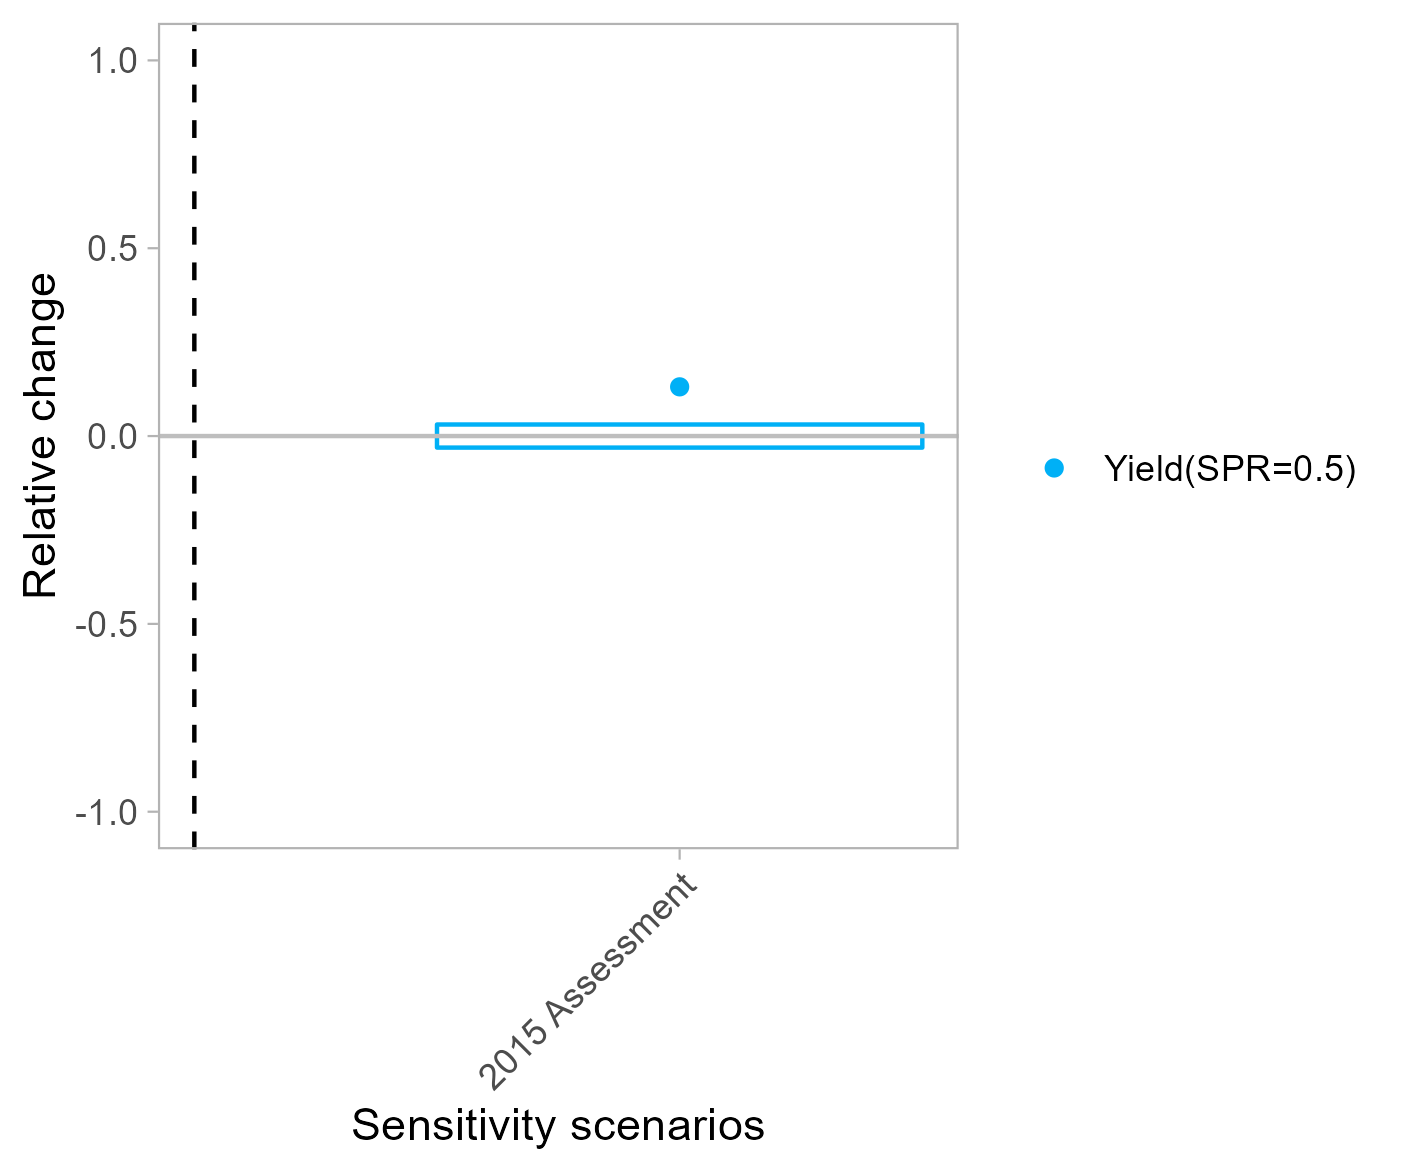 1.0
0.5
0.0
-0.5
-1.0
Relative change
2015 Assessment
Sensitivity scenarios
Yield(SPR=0.5)